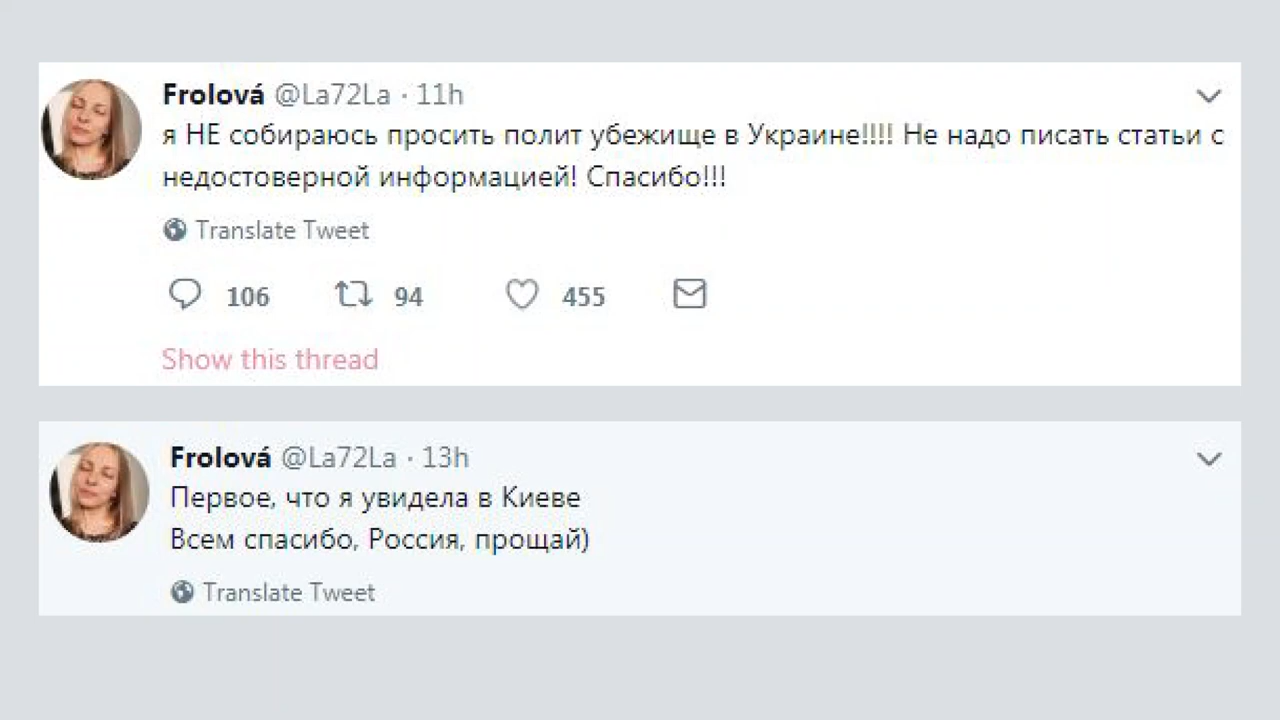 Frolová @La72La · 11h
я НЕ собираюсь просить полит убежище в Украине!!!! Не надо писать статьи с
недостоверной информацией! Спасибо!!!
Translate Tweet
106 94 455
Show this thread
Frolová @La72La · 13h
Первое, что я увидела в Киеве
Всем спасибо, Россия, прощай)
Translate Tweet